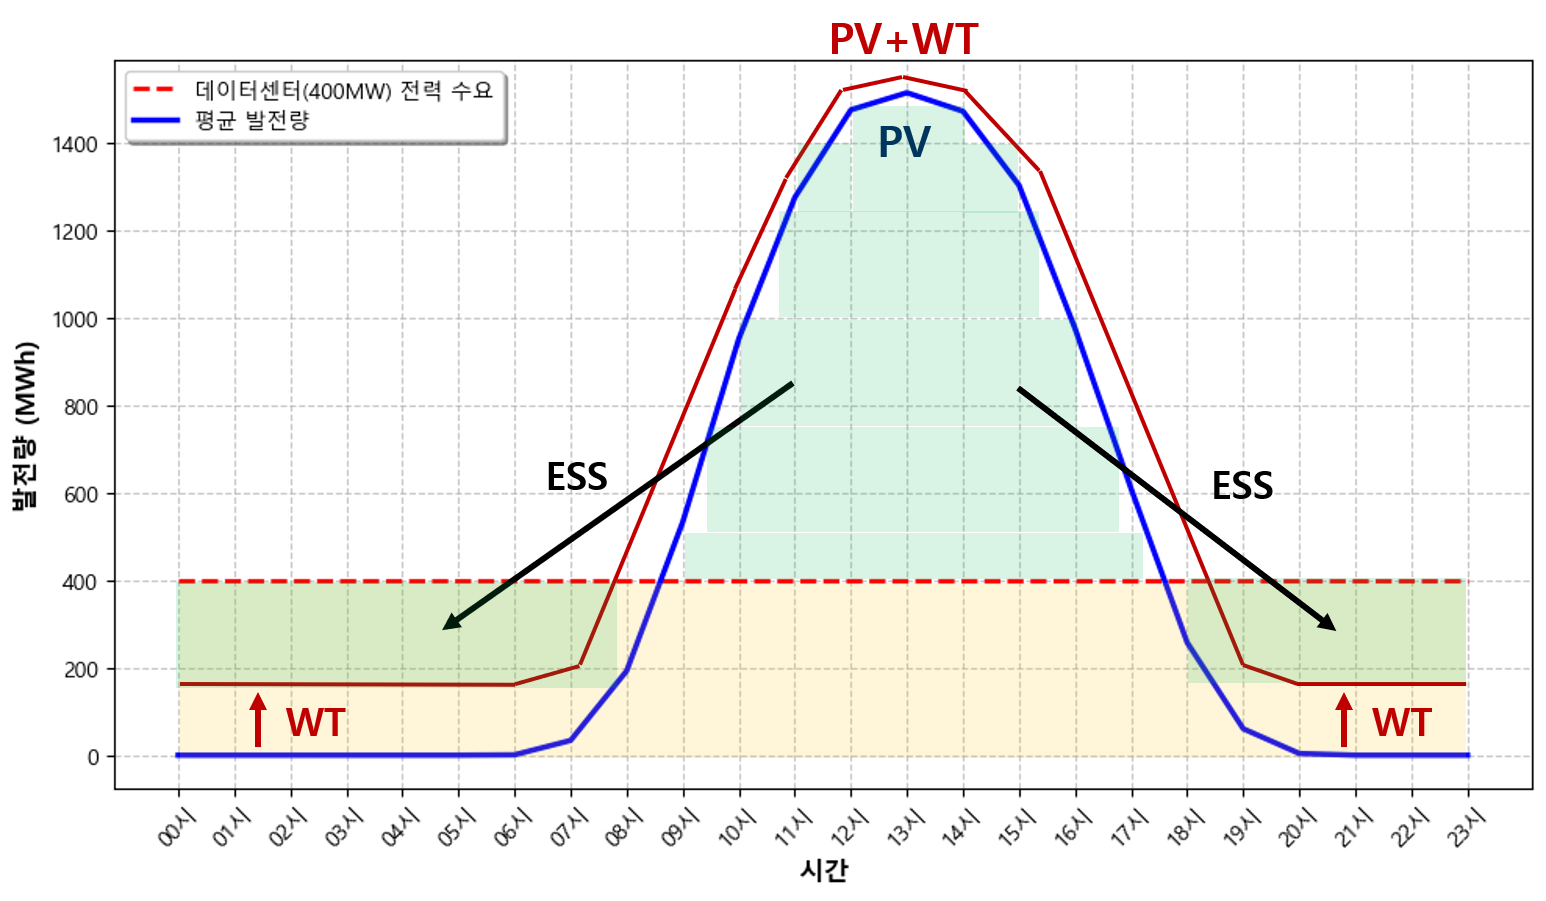 PV+WT
데이터센터(400MW) 전력 수요
평균 발전량
PV
1400
1200
1000
800
600
400
200
0
발전량 (MWh)
ESS
ESS
WT
WT
00시 01시 02시 03시 04시 05시 06시 07시 08시 09시 10시 11시 12시 13시 14시 15시 16시 17시 18시 19시 20시 21시 22시 23시
시간